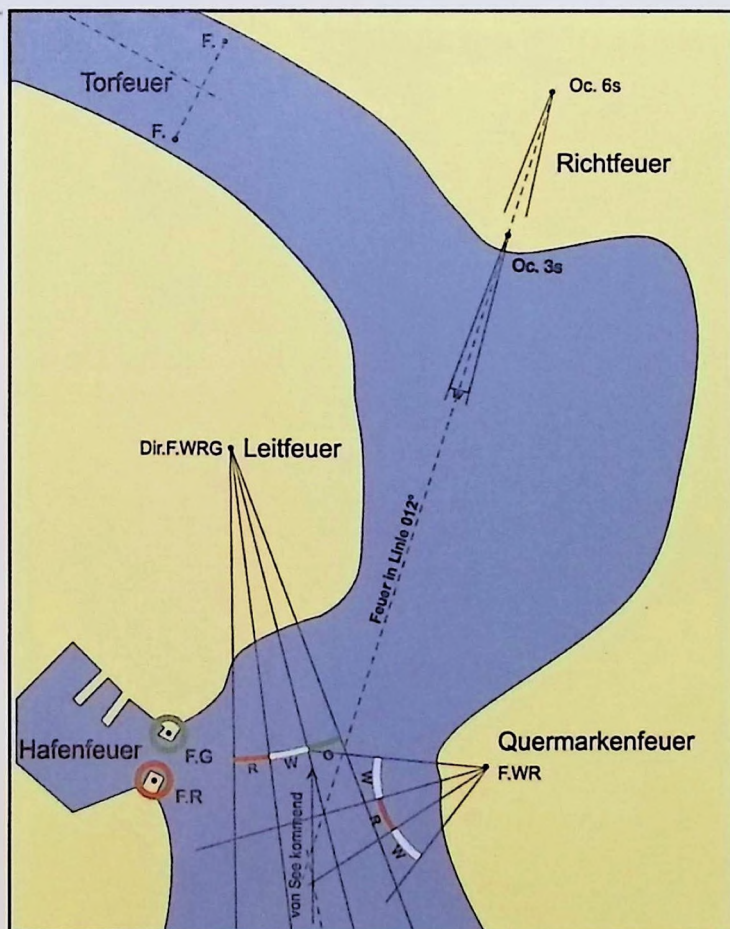 F.
Torfeuer
F.
Oc. 6s
Richtfeuer
Oc. 3s
Dir.F.WRG
Leitfeuer
Feuer in Linie 012°
Hafenfeuer
F.G
F.R
R
W
G
von See kommend
W
R
W
Quermarkenfeuer
F.WR